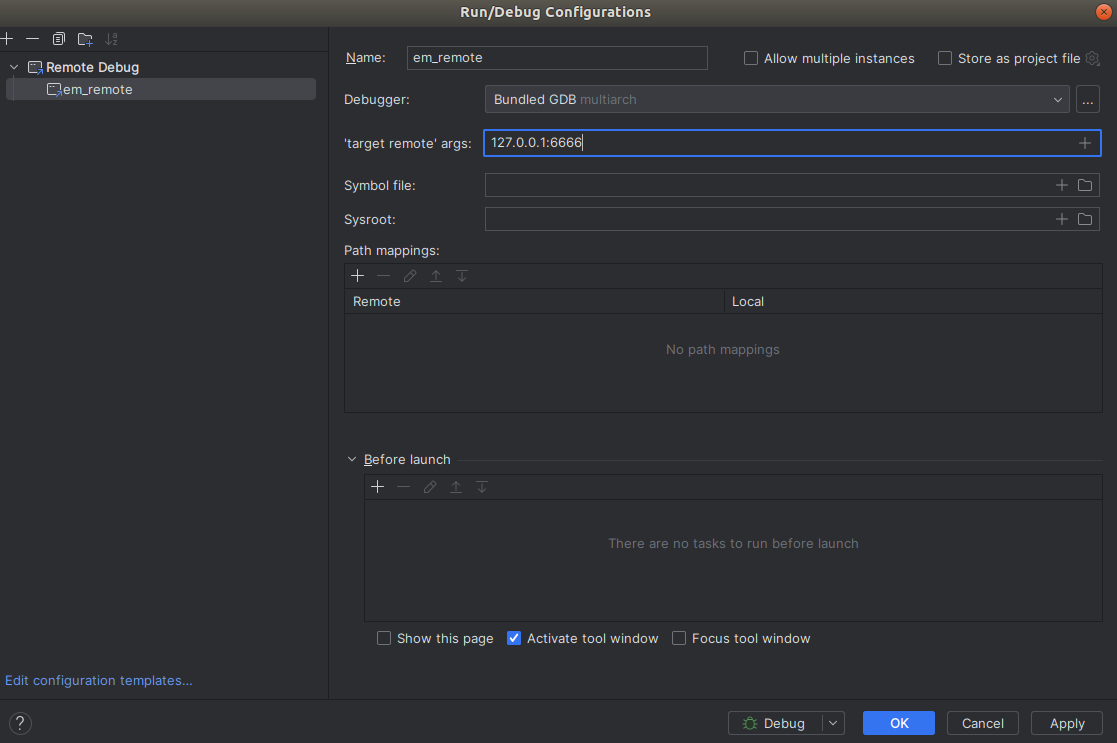 Run/Debug Configurations
Remote Debug
em_remote
Name: em_remote Allow multiple instances Store as project file
Debugger: Bundled GDB multiarch ...
'target remote' args: 127.0.0.1:6666
Symbol file:
Sysroot:
Path mappings:
Remote Local
No path mappings
Before launch
There are no tasks to run before launch
Show this page Activate tool window Focus tool window
Edit configuration templates...
? Debug OK Cancel Apply